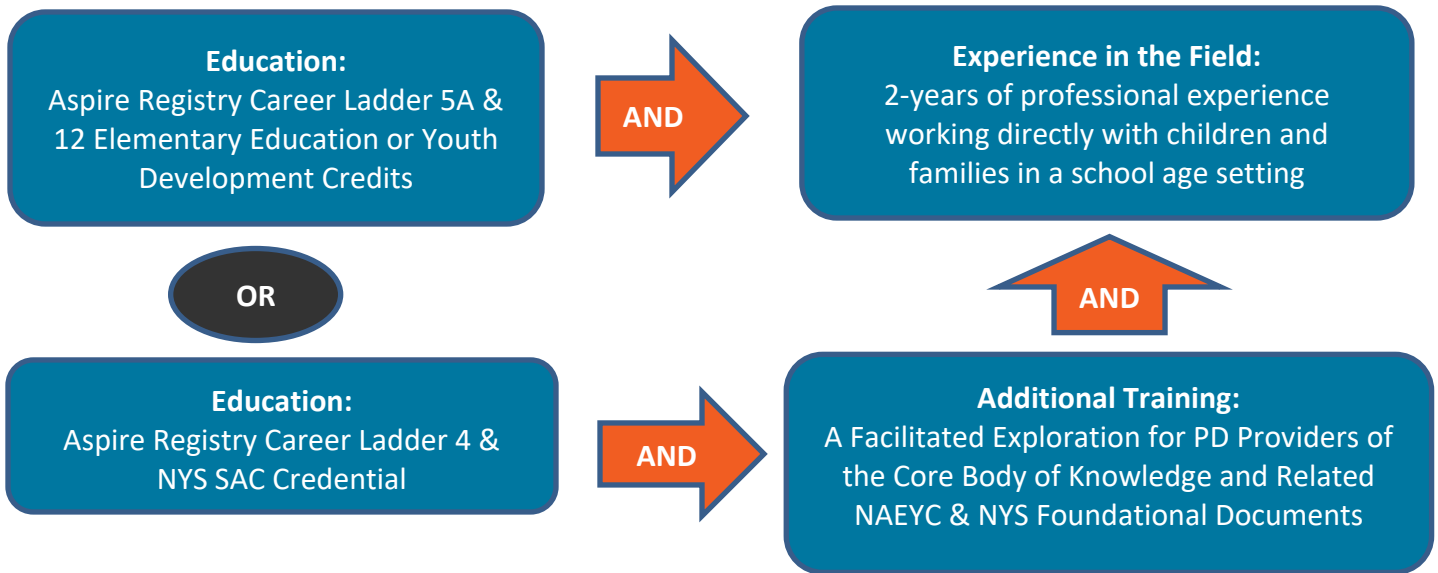 Education:
Aspire Registry Career Ladder 5A &
12 Elementary Education or Youth
Development Credits
AND
Experience in the Field:
2-years of professional experience
working directly with children and
families in a school age setting
OR
AND
Education:
Aspire Registry Career Ladder 4 &
NYS SAC Credential
AND
Additional Training:
A Facilitated Exploration for PD Providers of
the Core Body of Knowledge and Related
NAEYC & NYS Foundational Documents